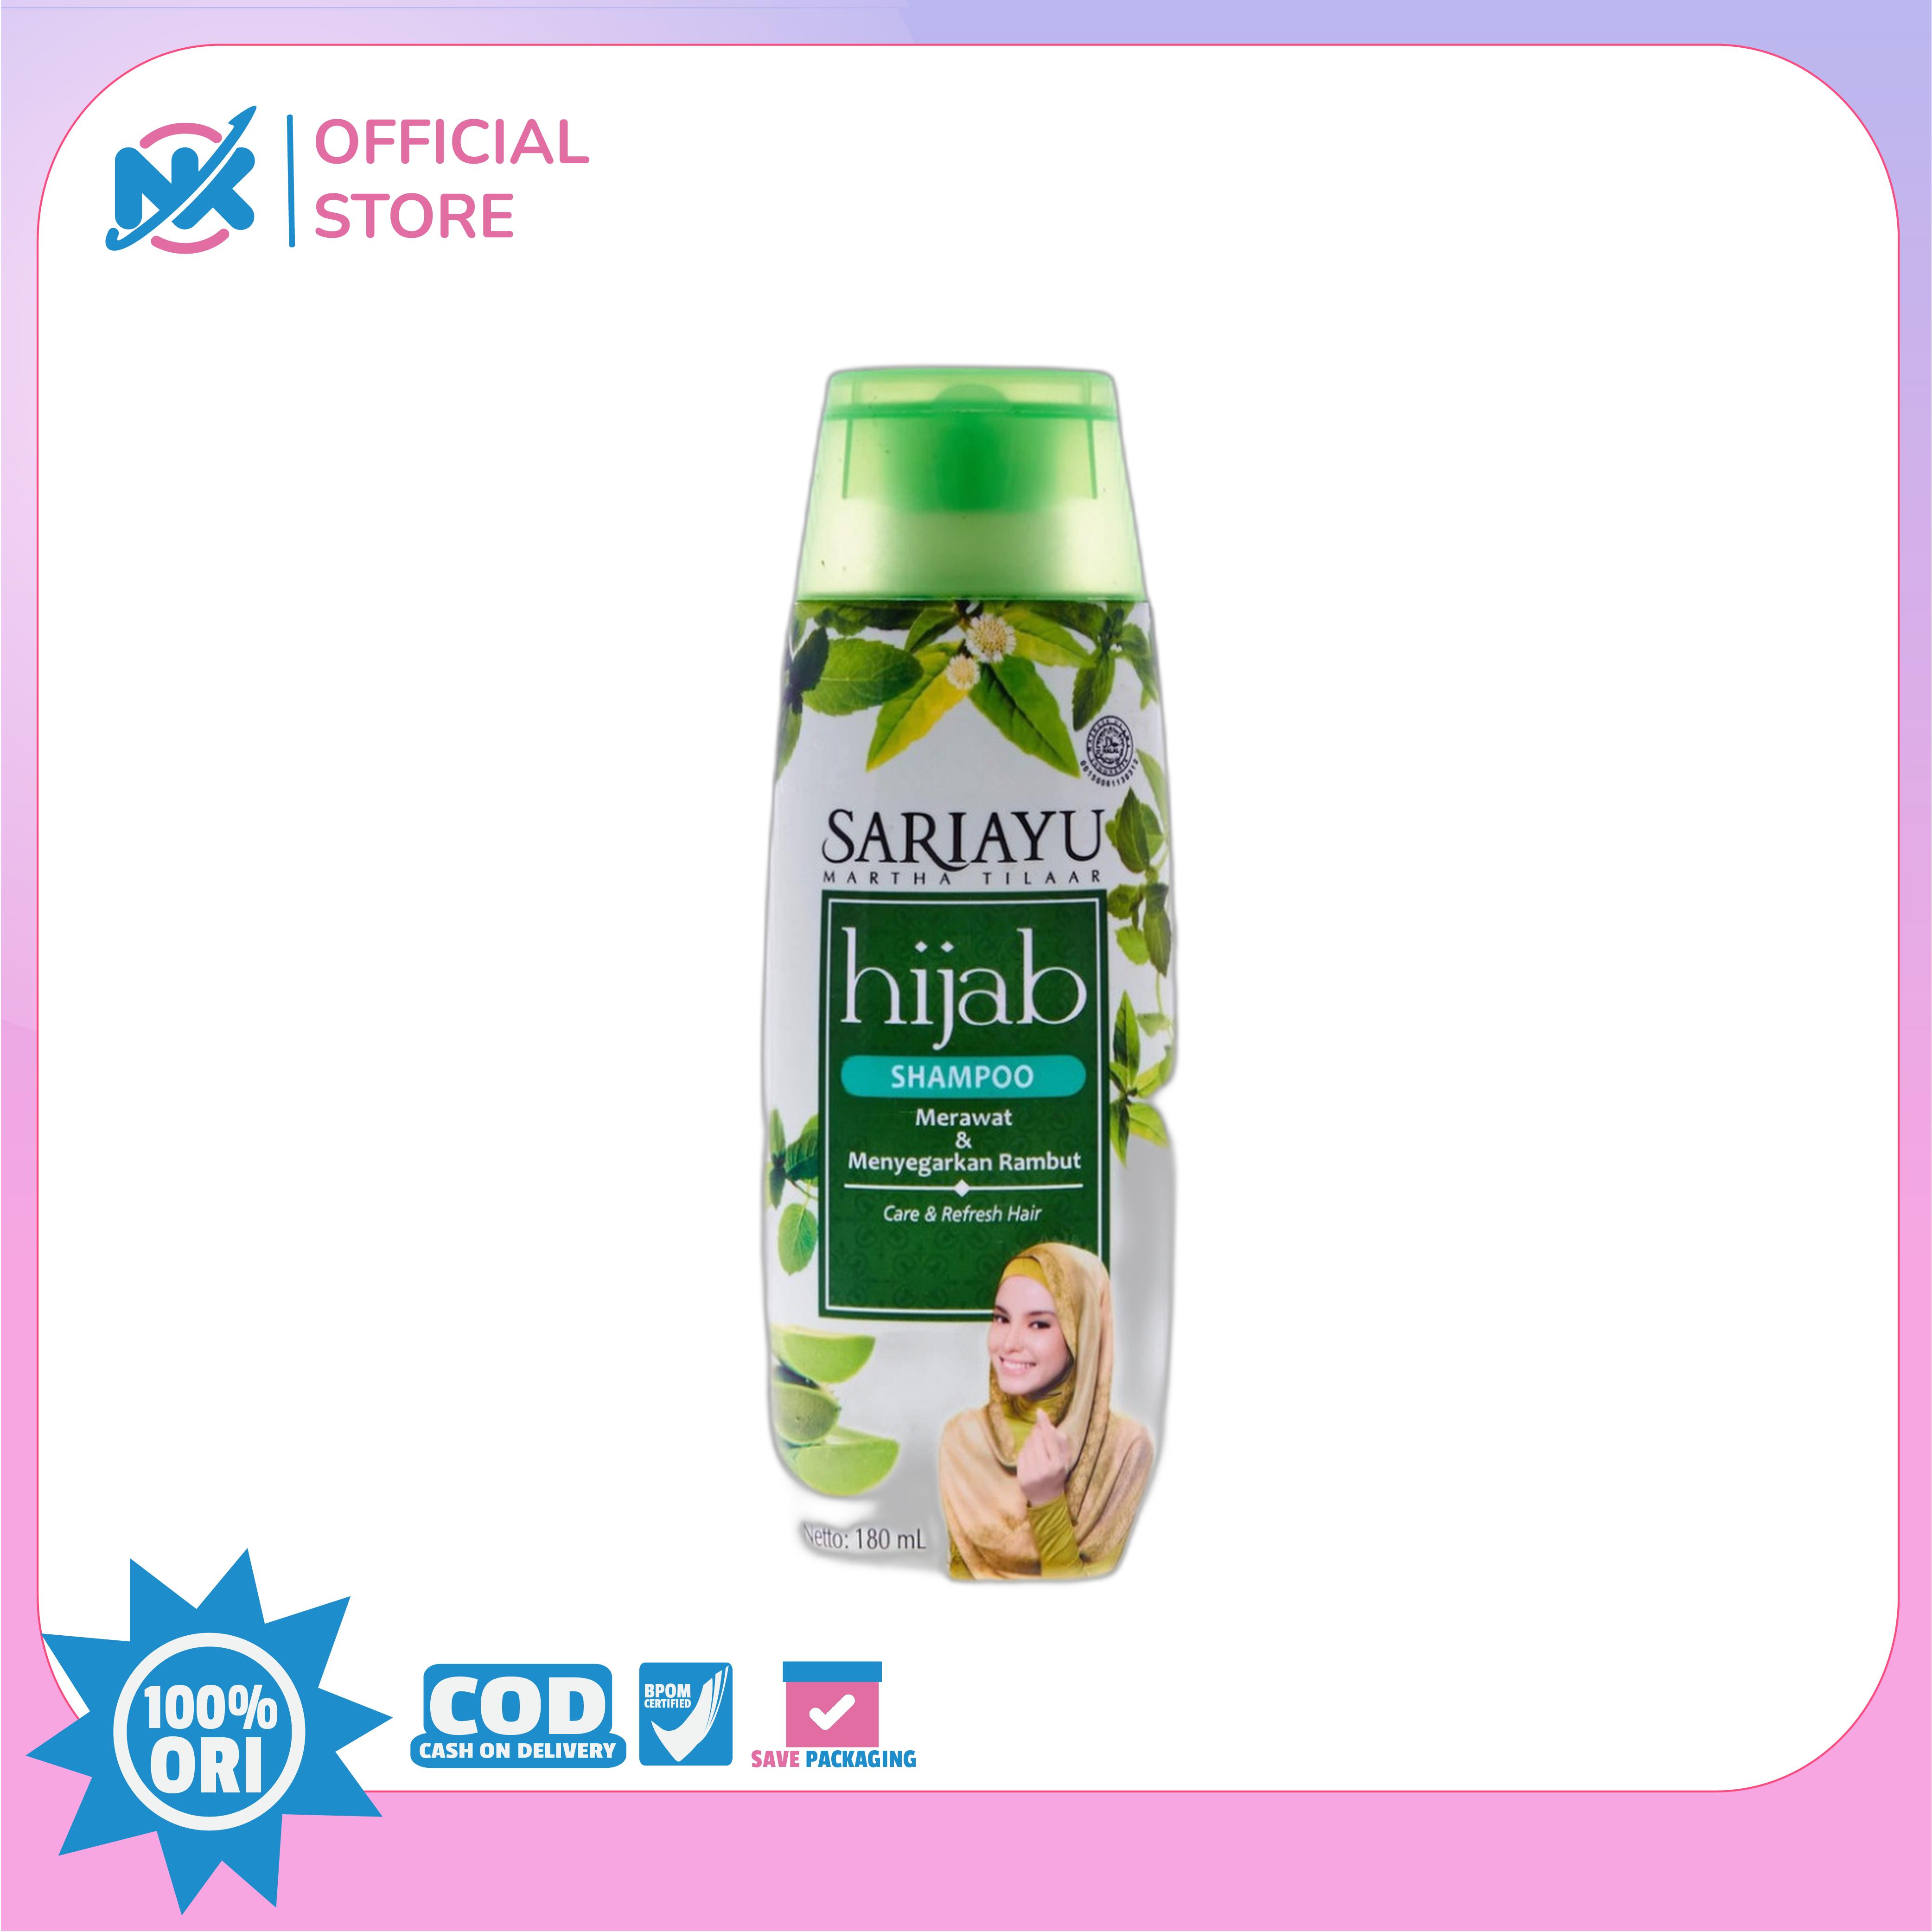 NK
OFFICIAL
STORE
SARIAYU
MARTHA TILAAR
hijab
SHAMPOO
Merawat
&
Menyegarkan Rambut
Care & Refresh Hair
Netto: 180 mL
100%
ORI
COD
CASH ON DELIVERY
BPOM
CERTIFIED
SAVE PACKAGING